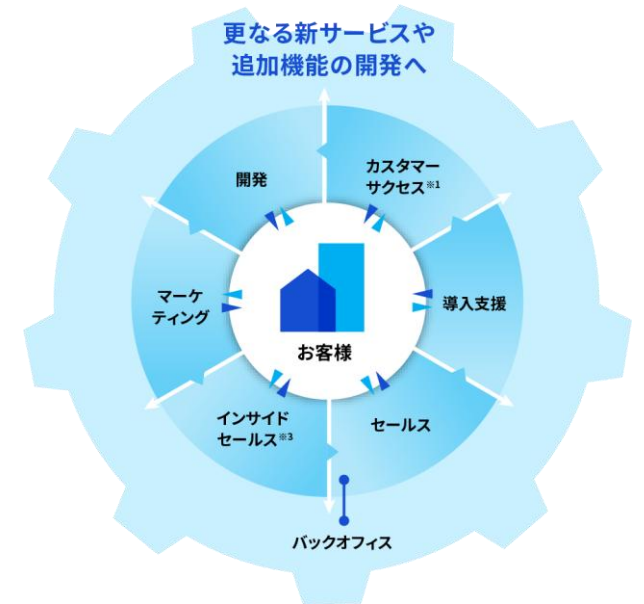 更なる新サービスや
追加機能の開発へ
開発
カスタマー
サクセス※1
マーケ
ティング
導入支援
お客様
インサイド
セールス※3
セールス
バックオフィス